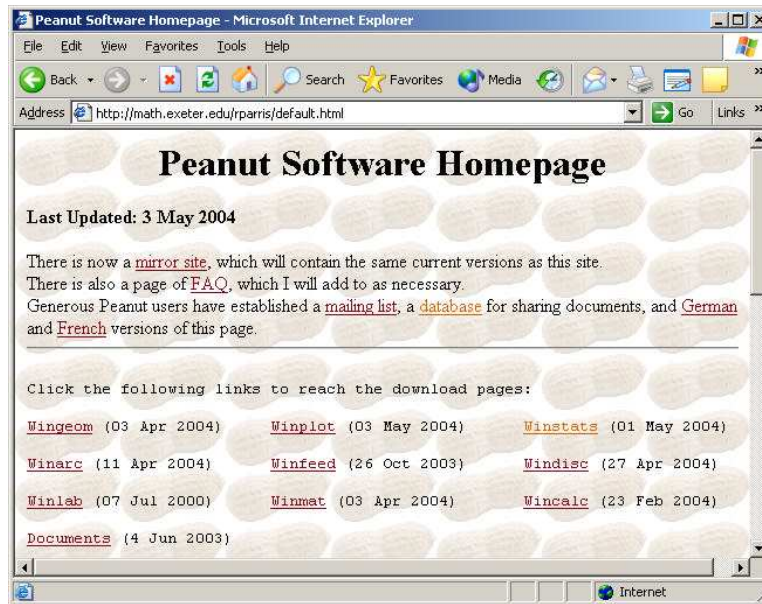 Peanut Software Homepage - Microsoft Internet Explorer
File Edit View Favorites Tools Help
Back Search Favorites Media »
Address http://math.exeter.edu/rparris/default.html Go Links »
Peanut Software Homepage
Last Updated: 3 May 2004
There is now a mirror site, which will contain the same current versions as this site.
There is also a page of FAQ, which I will add to as necessary.
Generous Peanut users have established a mailing list, a database for sharing documents, and German
and French versions of this page.
Click the following links to reach the download pages:
Wingeom (03 Apr 2004) Winplot (03 May 2004) Winstats (01 May 2004)
Winarc (11 Apr 2004) Winfeed (26 Oct 2003) Windisc (27 Apr 2004)
Winlab (07 Jul 2000) Winmat (03 Apr 2004) Wincalc (23 Feb 2004)
Documents (4 Jun 2003)
Internet